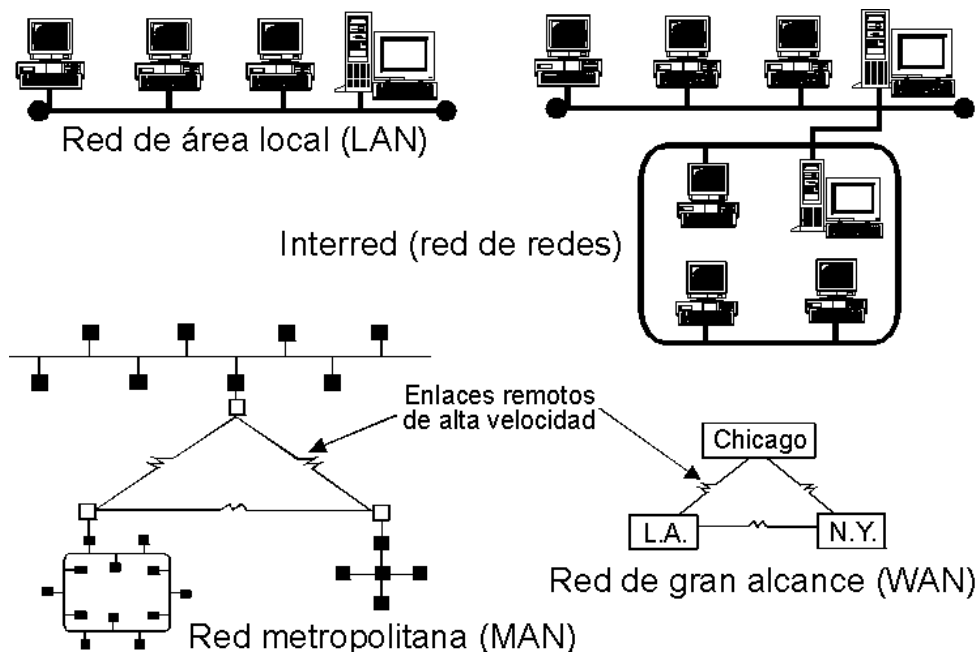 Red de área local (LAN)
Interred (red de redes)
Enlaces remotos
de alta velocidad
Chicago
L.A.
N.Y.
Red de gran alcance (WAN)
Red metropolitana (MAN)